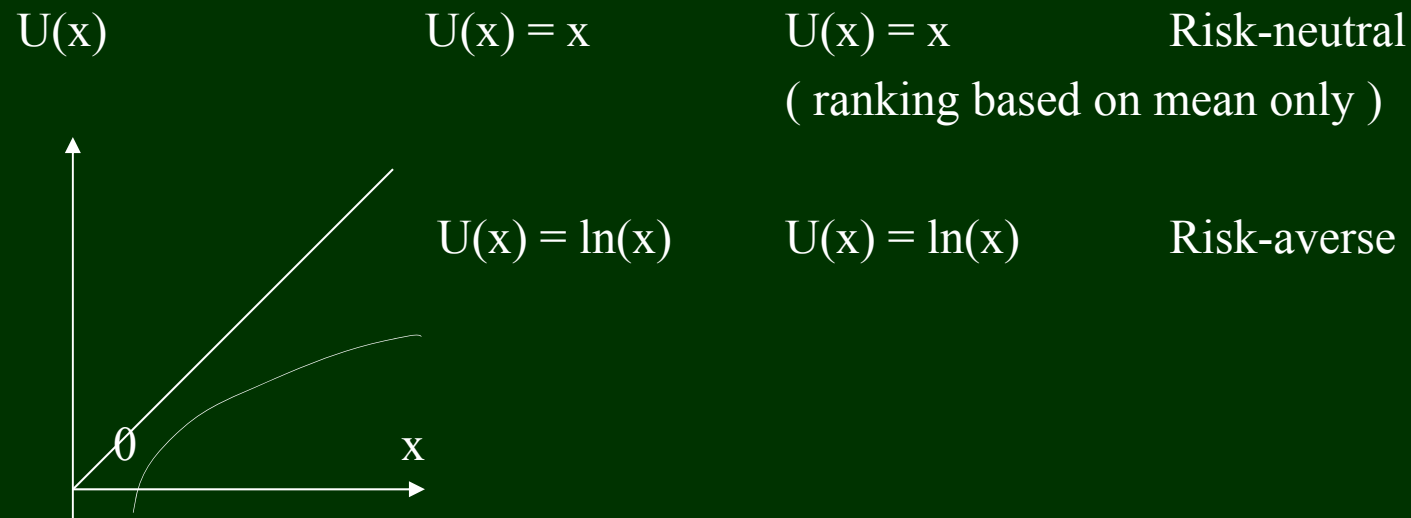 U(x) U(x) = x U(x) = x Risk-neutral
( ranking based on mean only )
U(x) = ln(x) U(x) = ln(x) Risk-averse
0 x